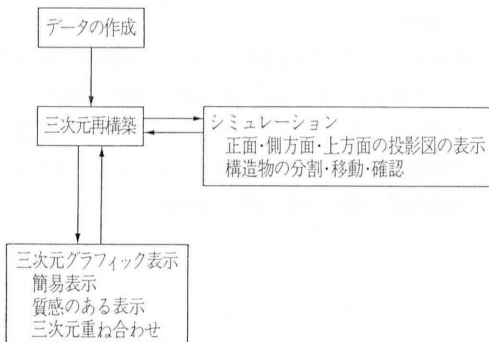 データの作成
三次元再構築
シミュレーション
正面・側方面・上方面の投影図の表示
構造物の分割・移動・確認
三次元グラフィック表示
簡易表示
質感のある表示
三次元重ね合わせ